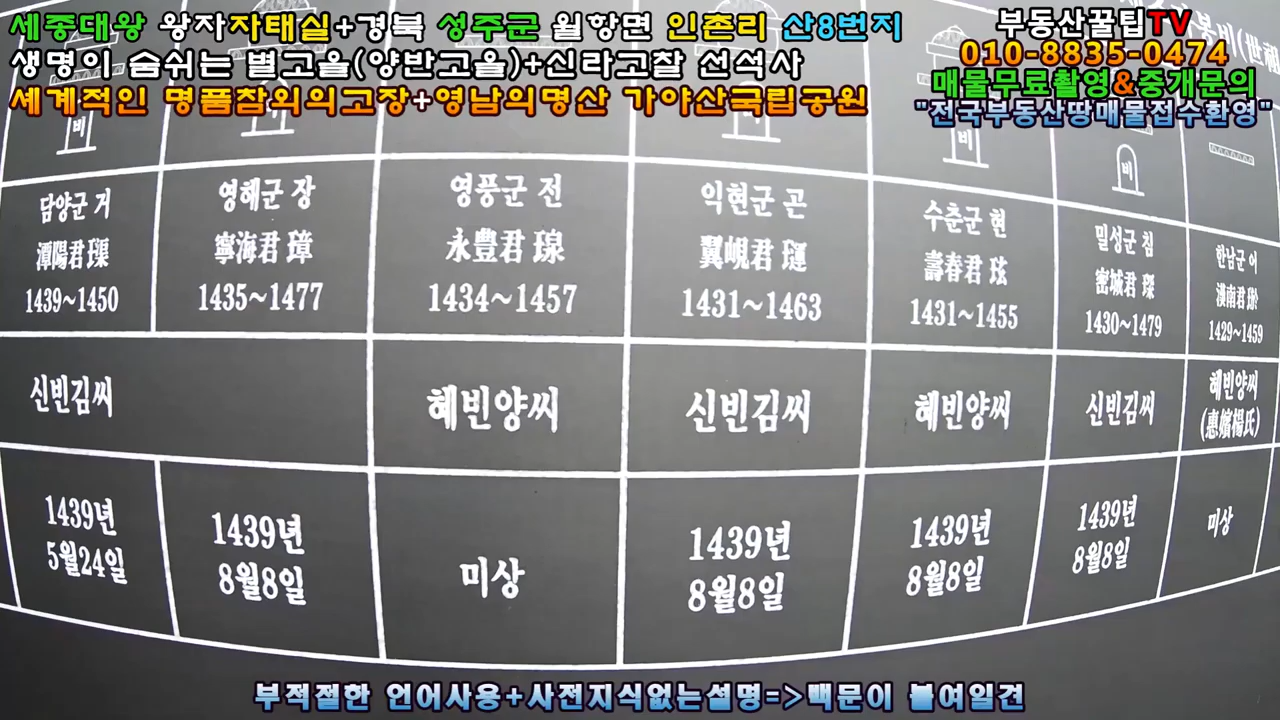 세종대왕 왕자자태실+경북 성주군 월항면 인촌리 산8번지
생명이 숨쉬는 별고을(양반고을)+신라고찰 선석사
세계적인 명품참외의고장+영남의명산 가야산국립공원
부동산꿀팁TV
010-8835-0474
매물무료촬영&중개문의
"전국부동산땅매물접수환영"
봉비(世祖
비 비 비
담양군 거 영해군 장 영풍군 전 익현군 곤 수춘군 현 밀성군 침 한남군 어
潭陽君 璖 寧海君 璋 永豊君 瑔 翼峴君 璭 壽春君 玹 密城君 琛 漢南君 𤥽
1439~1450 1435~1477 1434~1457 1431~1463 1431~1455 1430~1479 1429~1459
신빈김씨 혜빈양씨 신빈김씨 혜빈양씨 신빈김씨 혜빈양씨
(惠嬪楊氏)
1439년 1439년 미상 1439년 1439년 1439년 미상
5월24일 8월8일 8월8일 8월8일 8월8일
부적절한 언어사용+사전지식없는설명=>백문이 불여일견